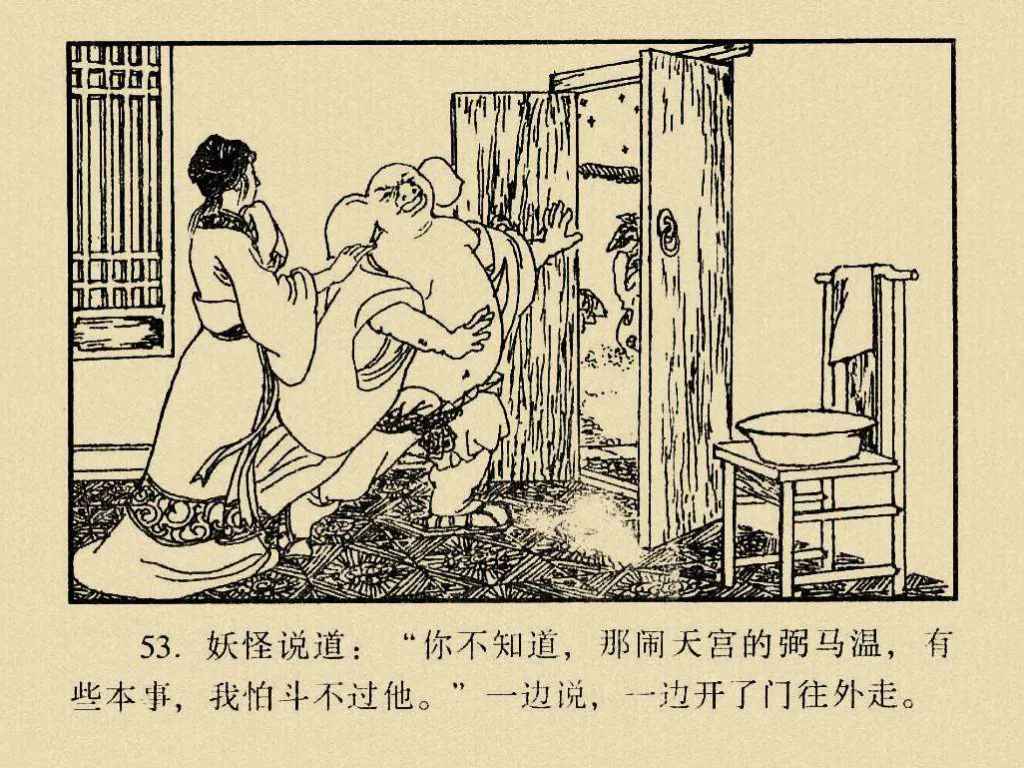 53. 妖怪说道：“你不知道，那闹天宫的弼马温，有
些本事，我怕斗不过他。”一边说，一边开了门往外走。